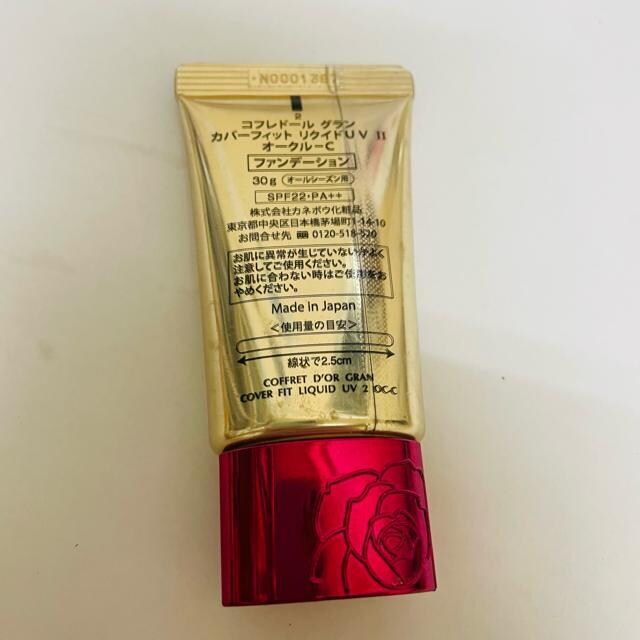 N0001367
2
コフレドール グラン
カバーフィット リクイドUV II
オークルーC
ファンデーション
30g オールシーズン用
SPF22・PA++
株式会社カネボウ化粧品
東京都中央区日本橋茅場町1-14-10
お問合せ先 0120-518-520
お肌に異常が生じていないかよく
注意してご使用ください。
お肌に合わない時はご使用をお
やめください。
Made in Japan
＜使用量の目安＞
線状で2.5cm
COFFRET D'OR GRAN
COVER FIT LIQUID UV 2 OC-C